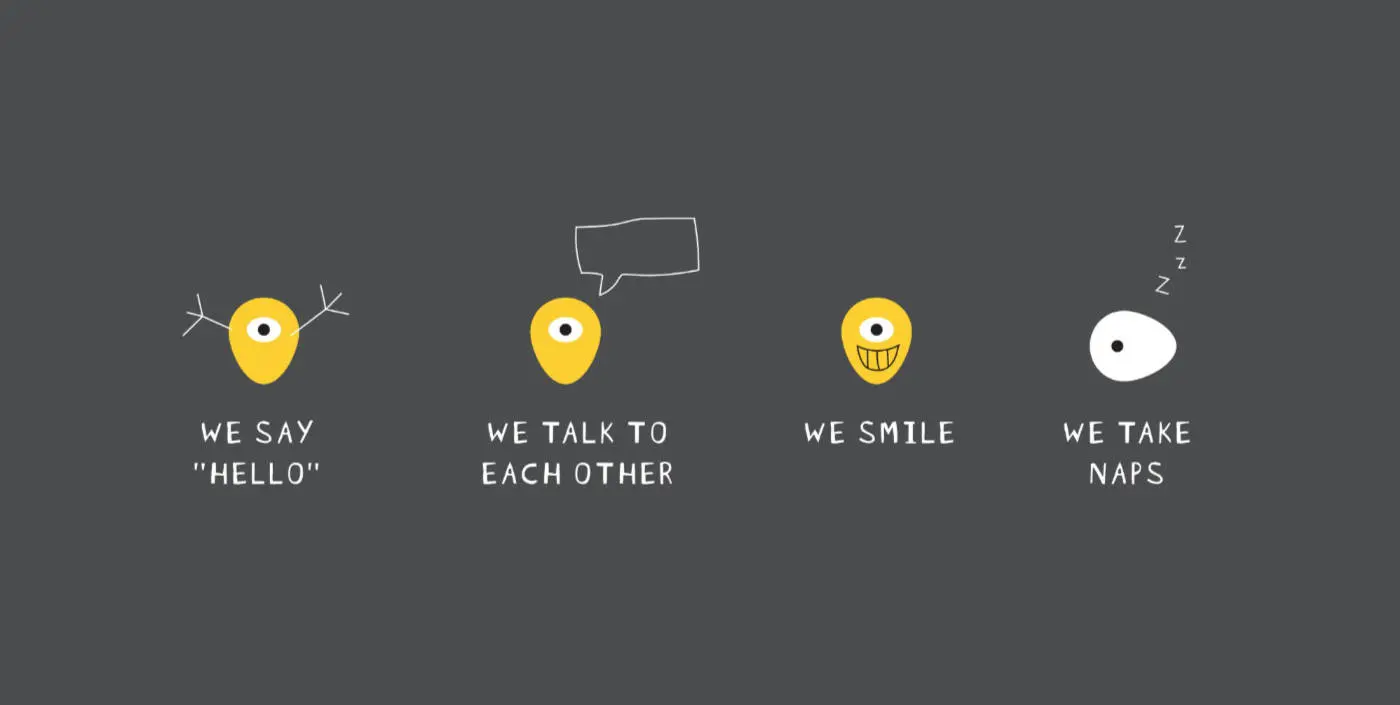 Z
z
Z
WE SAY
"HELLO"
WE TALK TO
EACH OTHER
WE SMILE
WE TAKE
NAPS